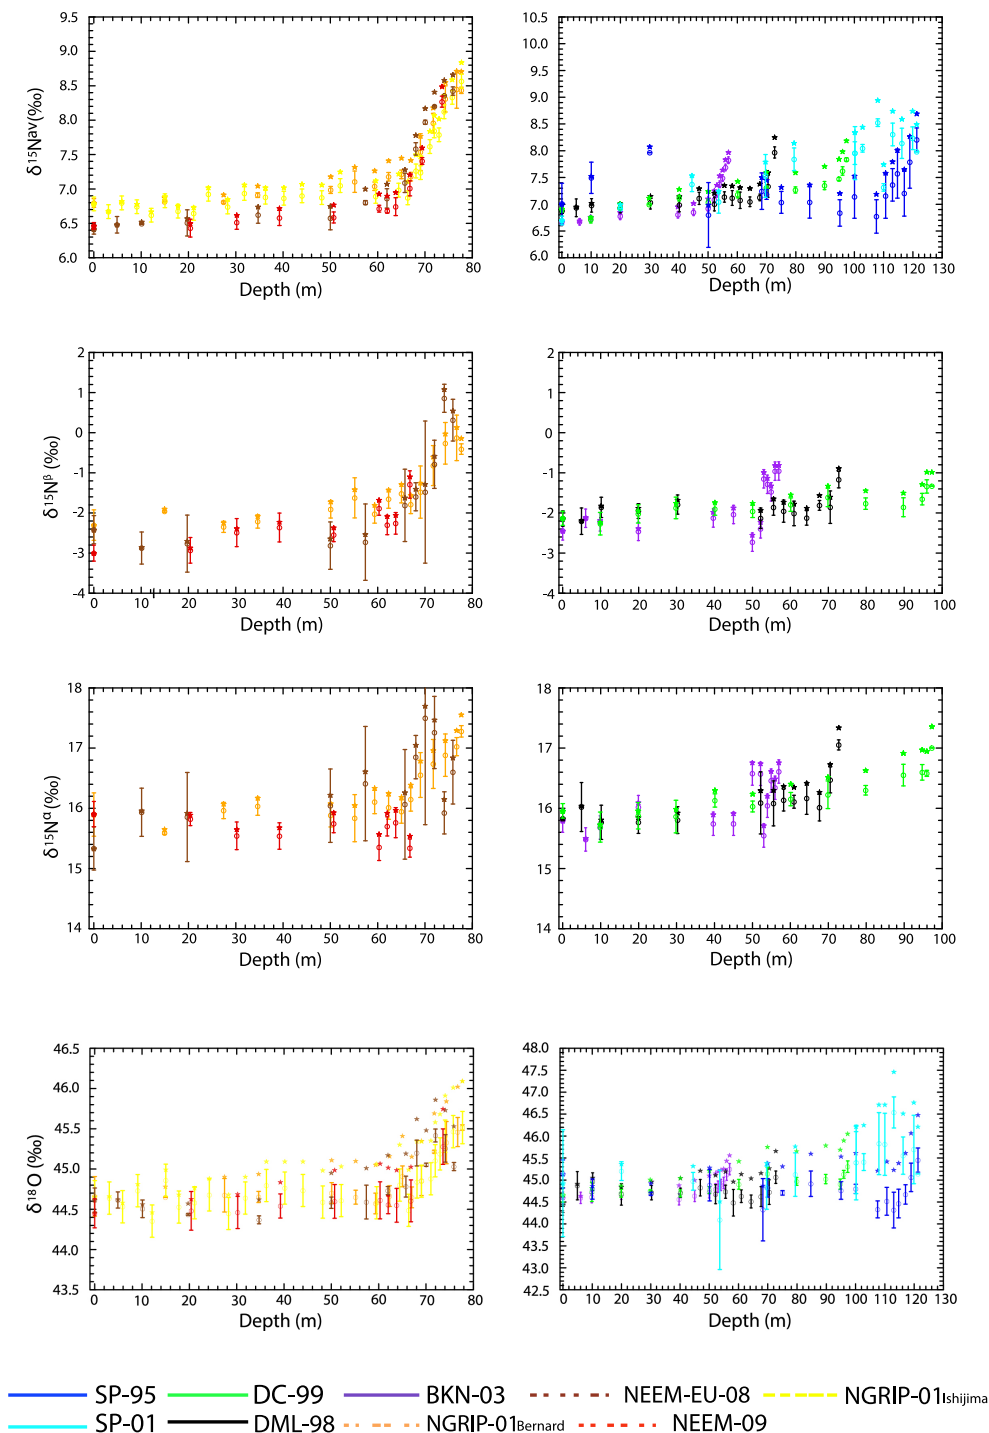 9.5 9.0 8.5 8.0 7.5 7.0 6.5 6.0
δ¹⁵Nᵃᵛ(‰)
0 10 20 30 40 50 60 70 80
Depth (m)
10.5 10.0 9.5 9.0 8.5 8.0 7.5 7.0 6.5 6.0
0 10 20 30 40 50 60 70 80 90 100 110 120 130
Depth (m)
2 1 0 -1 -2 -3 -4
δ¹⁵Nᵝ (‰)
0 10 20 30 40 50 60 70 80
Depth (m)
2 1 0 -1 -2 -3 -4
0 10 20 30 40 50 60 70 80 90 100
Depth (m)
18 17 16 15 14
δ¹⁵Nᵅ (‰)
0 10 20 30 40 50 60 70 80
Depth (m)
18 17 16 15 14
0 10 20 30 40 50 60 70 80 90 100
Depth (m)
46.5 46.0 45.5 45.0 44.5 44.0 43.5
δ¹⁸O (‰)
0 10 20 30 40 50 60 70 80
Depth (m)
48.0 47.5 47.0 46.5 46.0 45.5 45.0 44.5 44.0 43.5 43.0 42.5
0 10 20 30 40 50 60 70 80 90 100 110 120 130
Depth (m)
SP-95 DC-99 BKN-03 NEEM-EU-08 NGRIP-01Ishijima
SP-01 DML-98 NGRIP-01Bernard NEEM-09